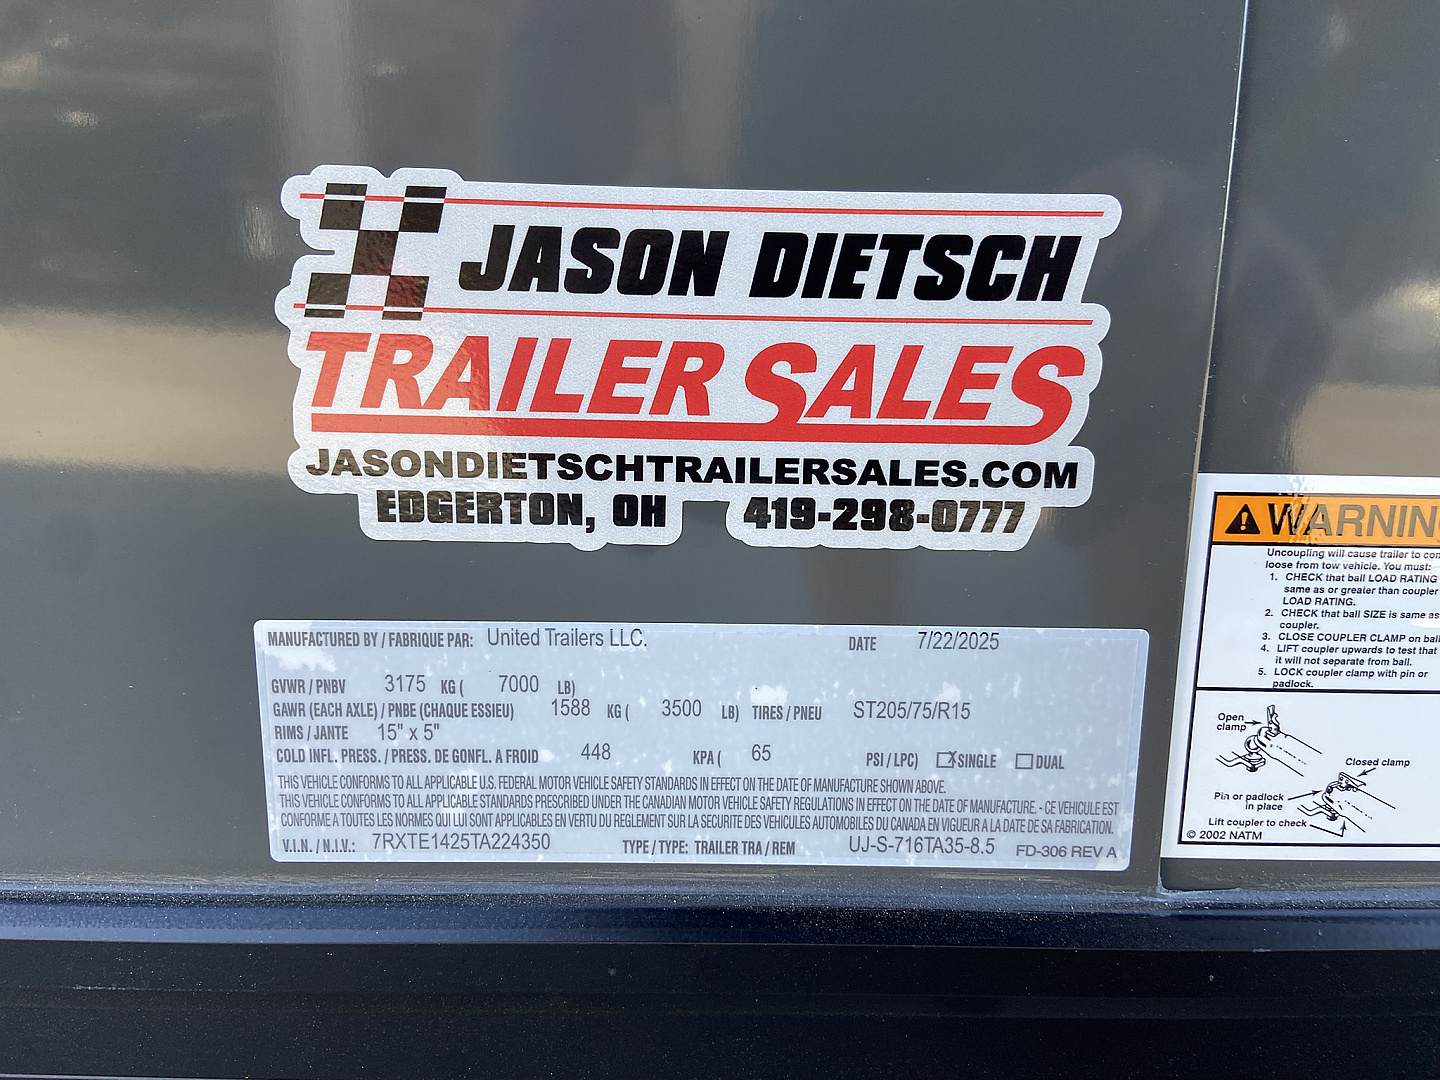 JASON DIETSCH
TRAILER SALES
JASONDIETSCHTRAILERSALES.COM
EDGERTON, OH 419-298-0777
MANUFACTURED BY / FABRIQUE PAR: United Trailers LLC. DATE 7/22/2025
GVWR / PNBV 3175 KG ( 7000 LB)
GAWR (EACH AXLE) / PNBE (CHAQUE ESSIEU) 1588 KG ( 3500 LB) TIRES / PNEU ST205/75/R15
RIMS / JANTE 15" x 5"
COLD INFL. PRESS. / PRESS. DE GONFL. A FROID 448 KPA ( 65 PSI / LPC) SINGLE DUAL
THIS VEHICLE CONFORMS TO ALL APPLICABLE U.S. FEDERAL MOTOR VEHICLE SAFETY STANDARDS IN EFFECT ON THE DATE OF MANUFACTURE SHOWN ABOVE.
THIS VEHICLE CONFORMS TO ALL APPLICABLE STANDARDS PRESCRIBED UNDER THE CANADIAN MOTOR VEHICLE SAFETY REGULATIONS IN EFFECT ON THE DATE OF MANUFACTURE. - CE VEHICULE EST
CONFORME A TOUTES LES NORMES QUI LUI SONT APPLICABLES EN VERTU DU REGLEMENT SUR LA SECURITE DES VEHICULES AUTOMOBILES DU CANADA EN VIGUEUR A LA DATE DE SA FABRICATION.
V.I.N. / N.I.V.: 7RXTE1425TA224350 TYPE / TYPE: TRAILER TRA / REM UJ-S-716TA35-8.5 FD-306 REV A
WARNIN
Uncoupling will cause trailer to com
loose from tow vehicle. You must:
1. CHECK that ball LOAD RATING
same as or greater than coupler
LOAD RATING.
2. CHECK that ball SIZE is same as
coupler.
3. CLOSE COUPLER CLAMP on ball
4. LIFT coupler upwards to test that
it will not separate from ball.
5. LOCK coupler clamp with pin or
padlock.
Open
clamp
Closed clamp
Pin or padlock
in place
Lift coupler to check
© 2002 NATM